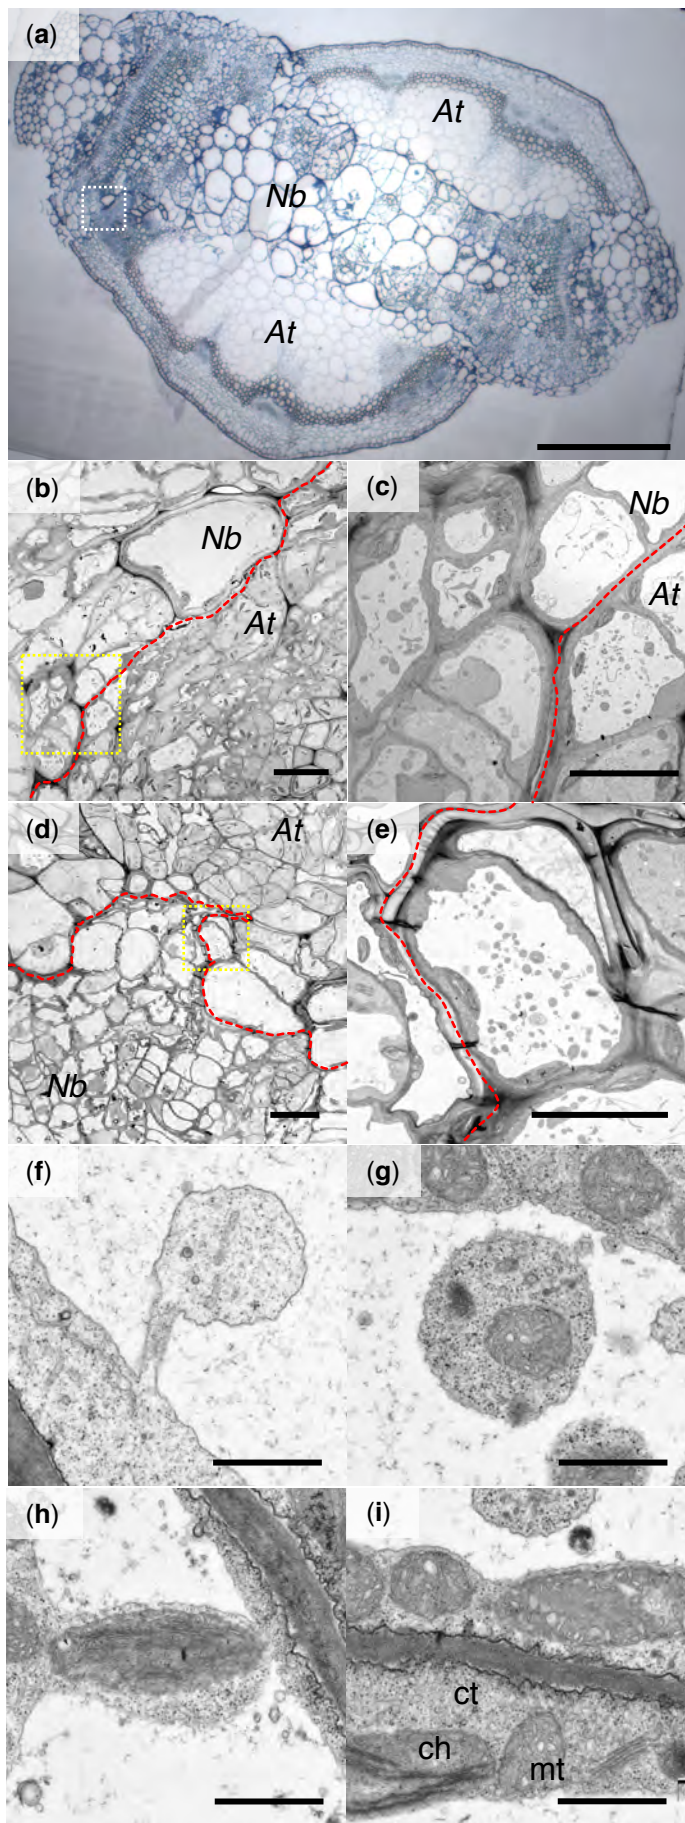 (a)
At
Nb
At
(b)
Nb
At
(c)
Nb
At
(d)
At
Nb
(e)
(f)
(g)
(h)
(i)
ct
ch
mt